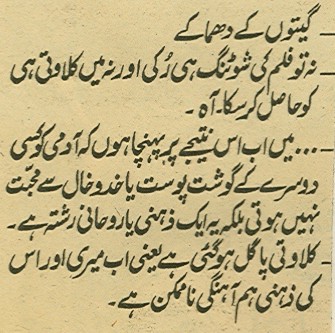 _ گیتوں کے دھماکے
_ نہ تو فلم کی شوٹنگ ہی رُکی اور نہ میں کلاوتی ہی
کو حاصل کر سکا۔ آہ ۔
_ ... میں اب اس نتیجے پر پہنچا ہوں کہ آدمی کو کسی
دوسرے کے گوشت پوست یا خدوخال سے محبت
نہیں ہوتی بلکہ یہ ایک ذہنی یا روحانی رشتہ ہے۔
_ کلاوتی پاگل ہو گئی ہے یعنی اب میری اور اس
کی ذہنی ہم آہنگی ناممکن ہے۔